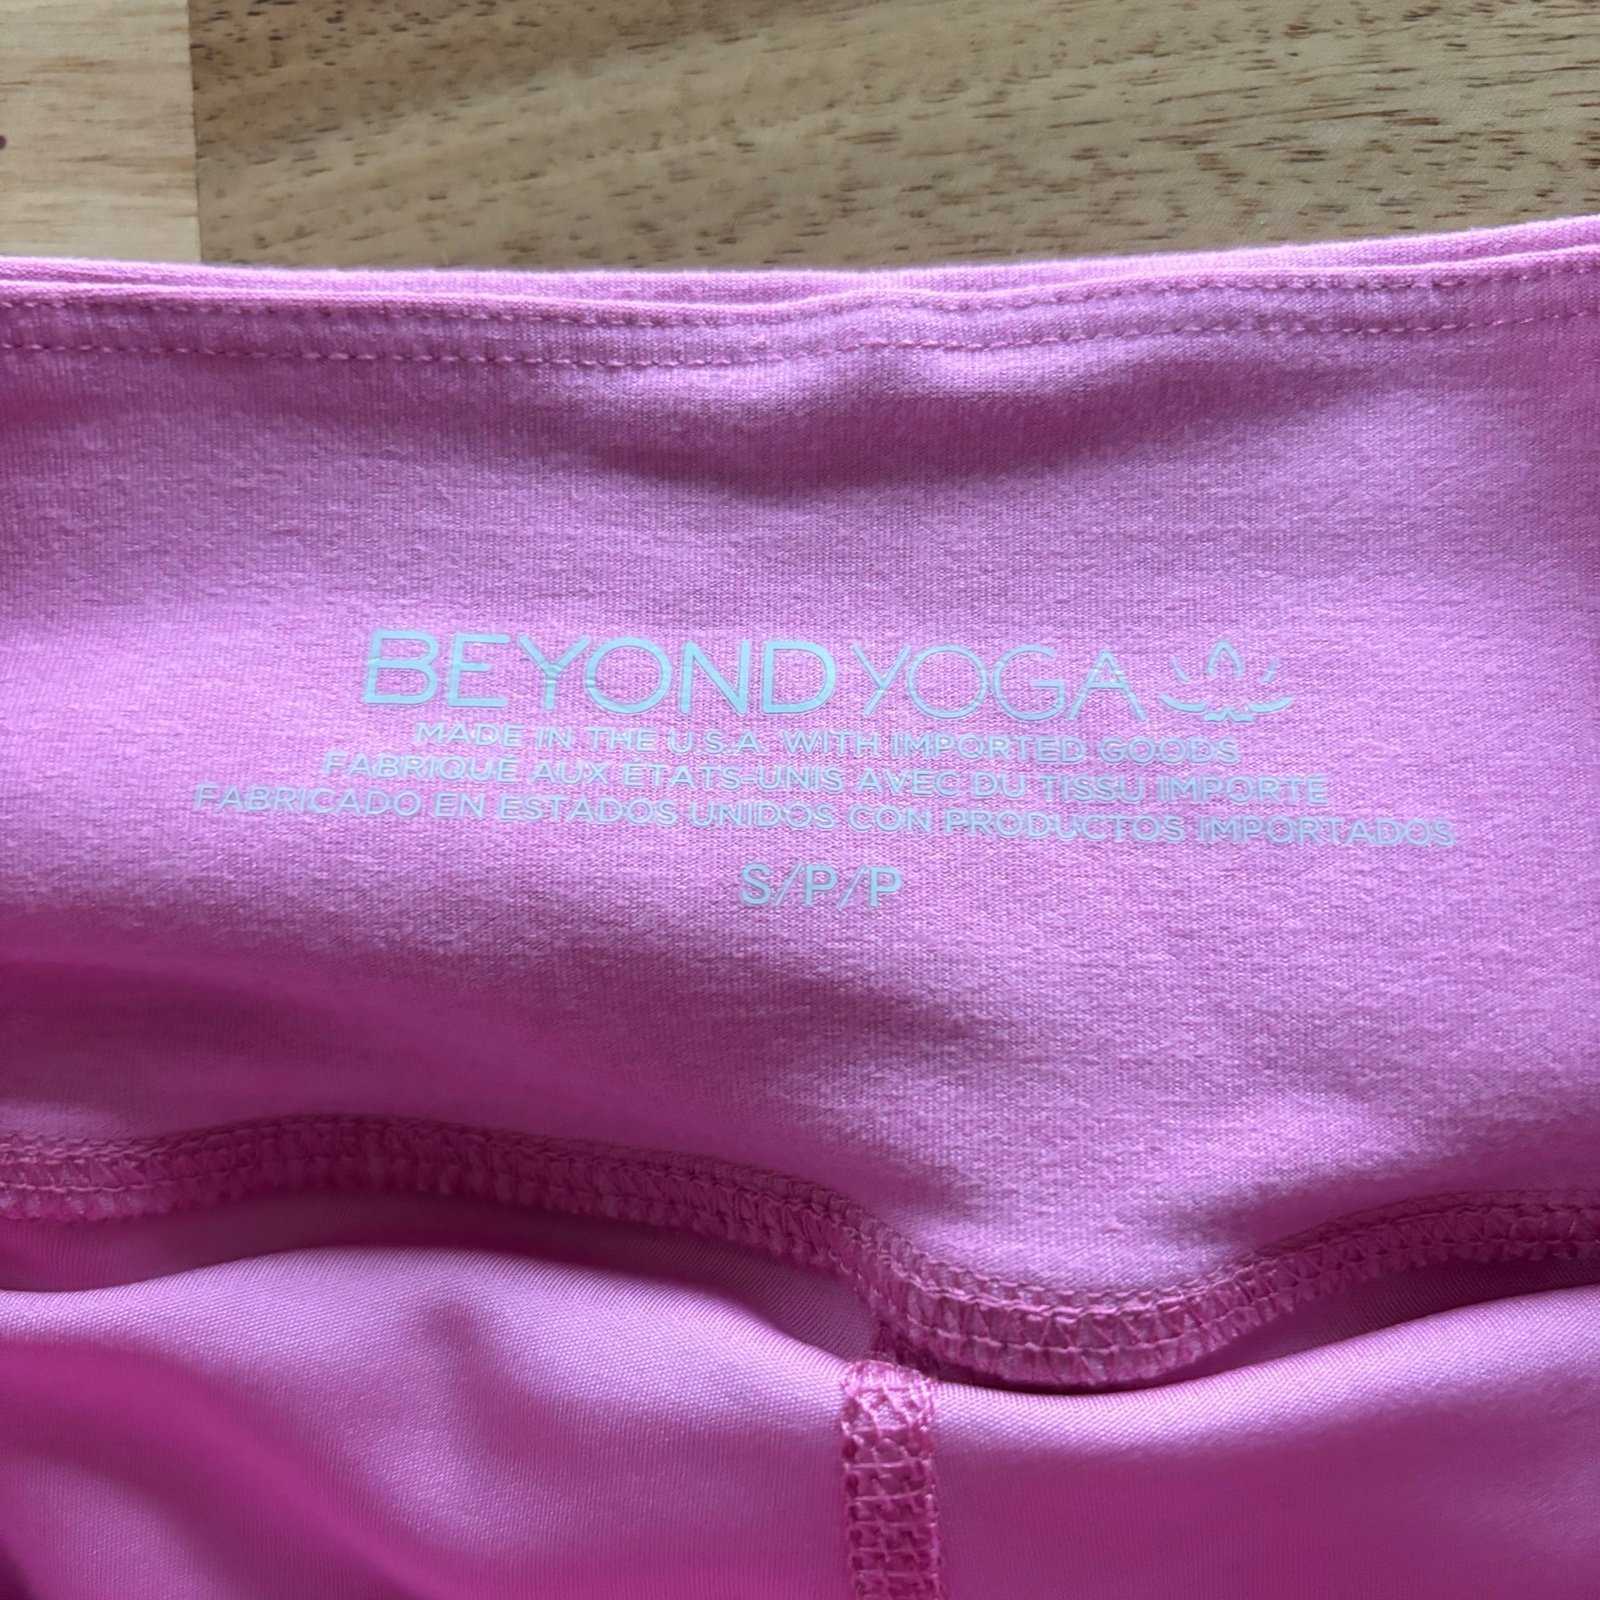 BEYOND YOGA
MADE IN THE U.S.A. WITH IMPORTED GOODS
FABRIQUÉ AUX ÉTATS-UNIS AVEC DU TISSU IMPORTE
FABRICADO EN ESTADOS UNIDOS CON PRODUCTOS IMPORTADOS
S/P/P